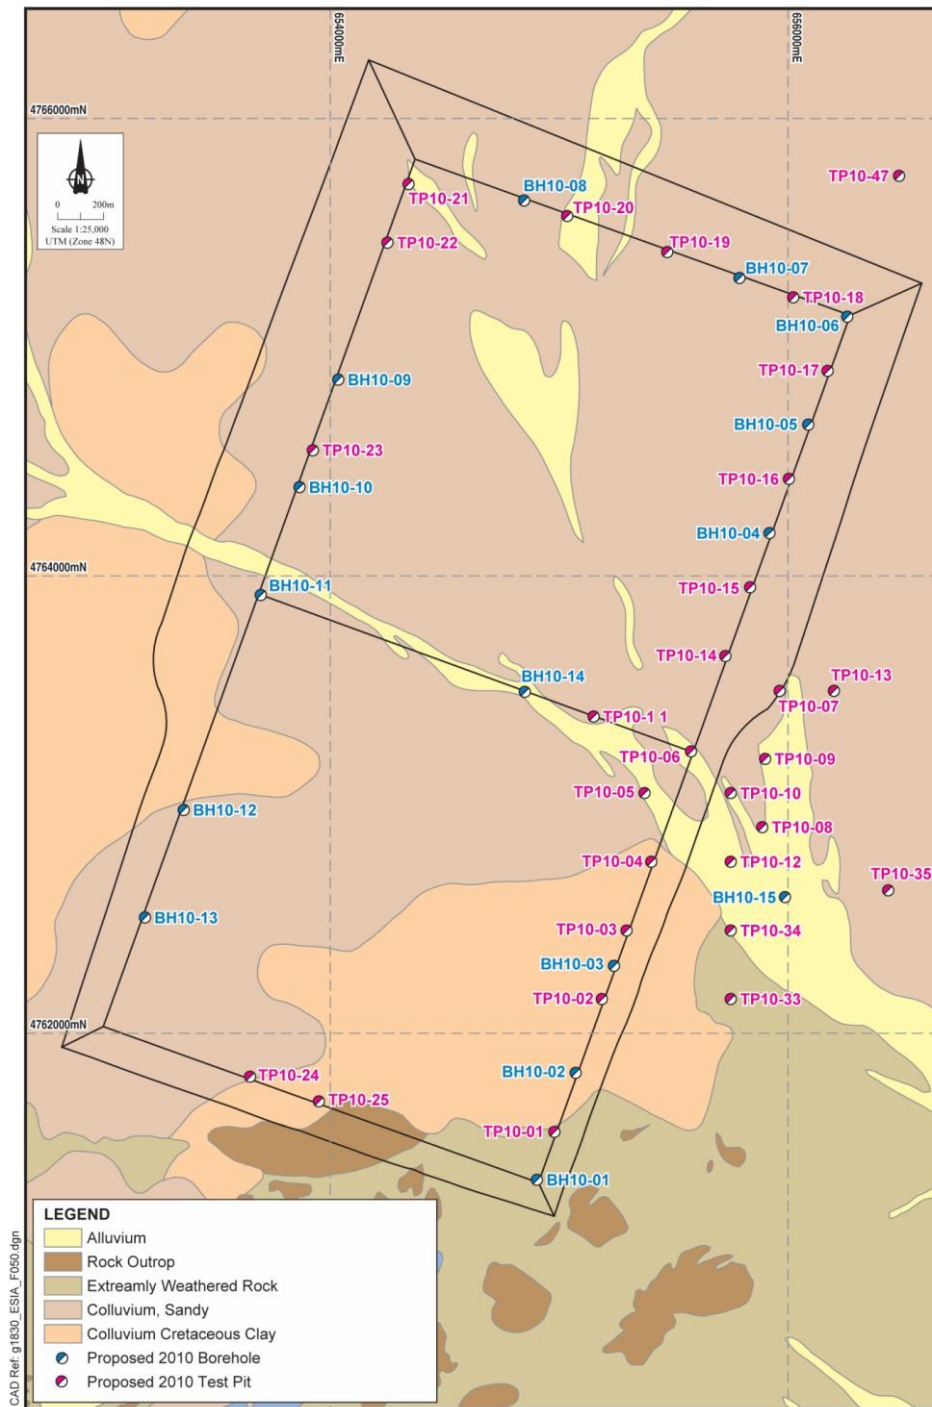 654000mE
656000mE
4766000mN
N
0 200m
Scale 1:25,000
UTM (Zone 48N)
TP10-47
BH10-08
TP10-21
TP10-20
TP10-22
TP10-19
BH10-07
TP10-18
BH10-06
TP10-17
BH10-09
BH10-05
TP10-23
TP10-16
BH10-10
BH10-04
4764000mN
TP10-15
BH10-11
TP10-14
BH10-14
TP10-13
TP10-07
TP10-1 1
TP10-06
TP10-09
TP10-05
TP10-10
BH10-12
TP10-08
TP10-04
TP10-12
TP10-35
BH10-15
BH10-13
TP10-03
TP10-34
BH10-03
TP10-02
TP10-33
4762000mN
BH10-02
TP10-24
TP10-25
TP10-01
BH10-01
LEGEND
Alluvium
Rock Outrop
Extreamly Weathered Rock
Colluvium, Sandy
Colluvium Cretaceous Clay
Proposed 2010 Borehole
Proposed 2010 Test Pit
CAD Ref: g1830_ESIA_F050.dgn